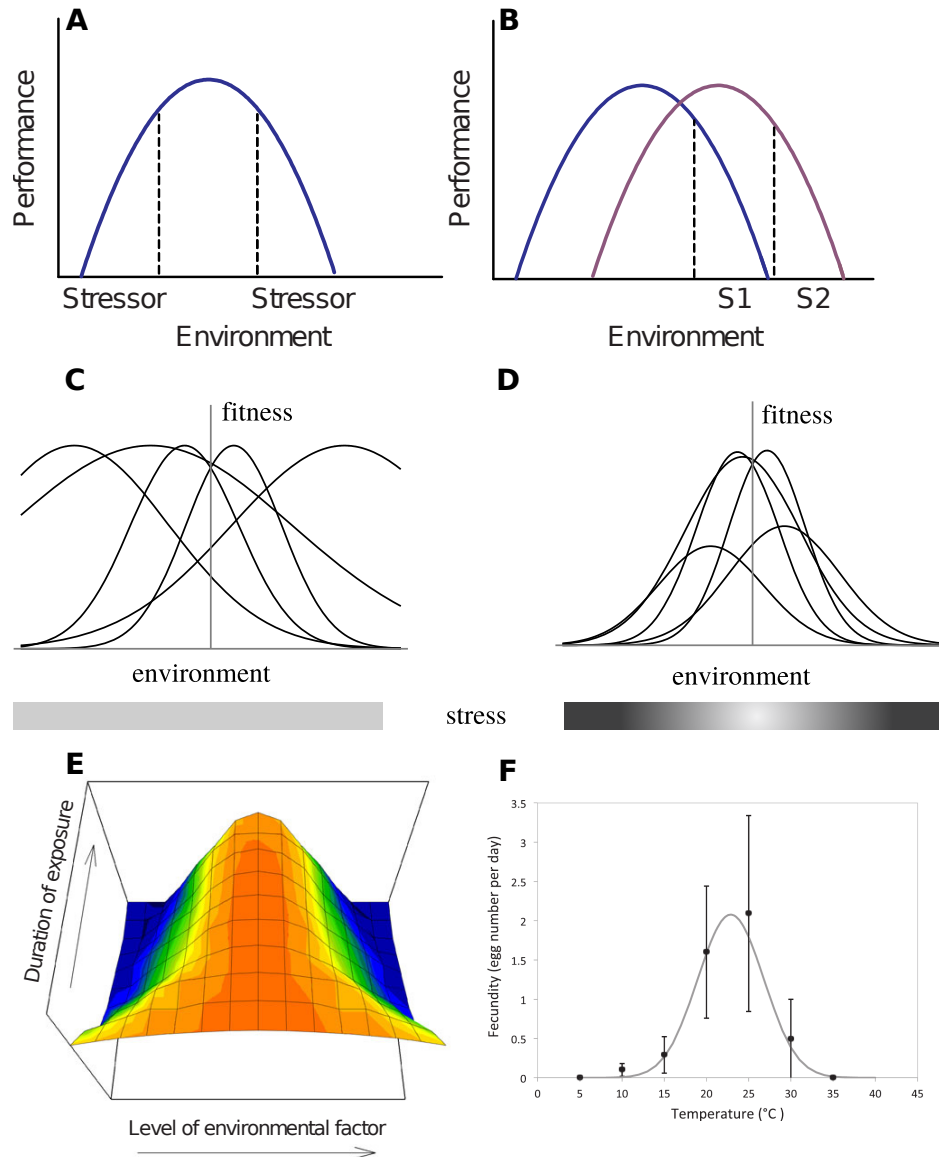 A
Performance
Stressor
Stressor
Environment
B
Performance
S1
S2
Environment
C
fitness
environment
D
fitness
environment
stress
E
Duration of exposure
Level of environmental factor
F
Fecundity (egg number per day)
3.5
3
2.5
2
1.5
1
0.5
0
0 5 10 15 20 25 30 35 40 45
Temperature (°C )